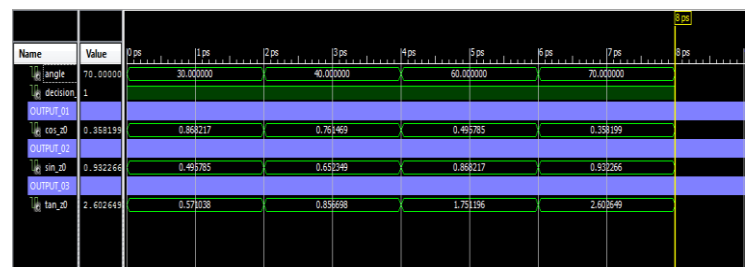 8 ps
Name Value 0 ps 1 ps 2 ps 3 ps 4 ps 5 ps 6 ps 7 ps 8 ps
angle 70.00000 30.000000 40.000000 60.000000 70.000000
decision_ 1
OUTPUT_01
cos_z0 0.358199 0.868217 0.761469 0.495785 0.358199
OUTPUT_02
sin_z0 0.932266 0.495785 0.652349 0.868217 0.932266
OUTPUT_03
tan_z0 2.602649 0.571038 0.856698 1.751196 2.602649